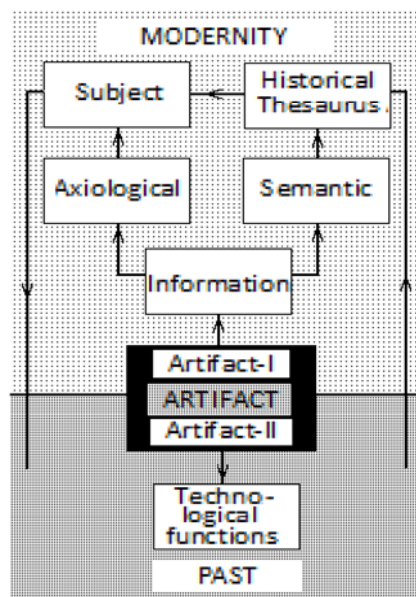 MODERNITY
Subject
Historical
Thesaurus.
Axiological
Semantic
Information
Artifact-I
ARTIFACT
Artifact-II
Techno-
logical
functions
PAST